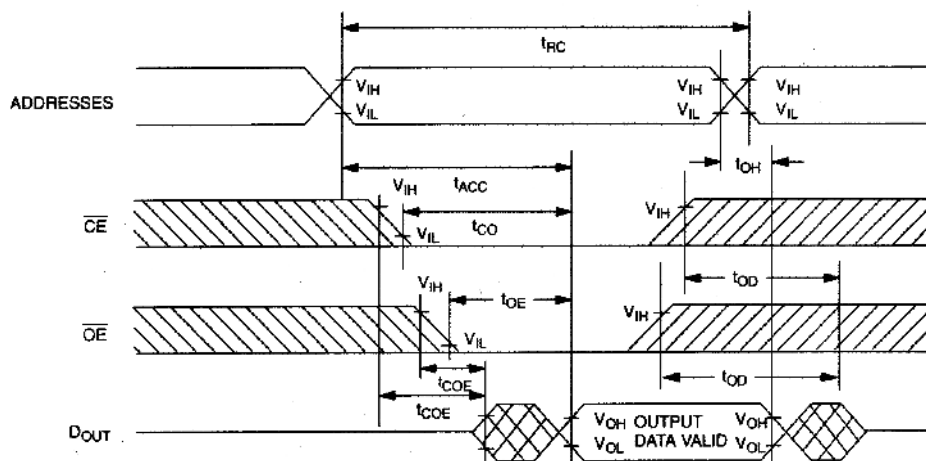 tRC
ADDRESSES
VIH VIH VIH
VIL VIL VIL
tOH
tACC
VIH
VIH
CE
tCO
VIL
tOD
VIH
tOE
VIH
OE
VIL
tCOE
tOD
tCOE
DOUT
VOH OUTPUT VOH
VOL DATA VALID VOL